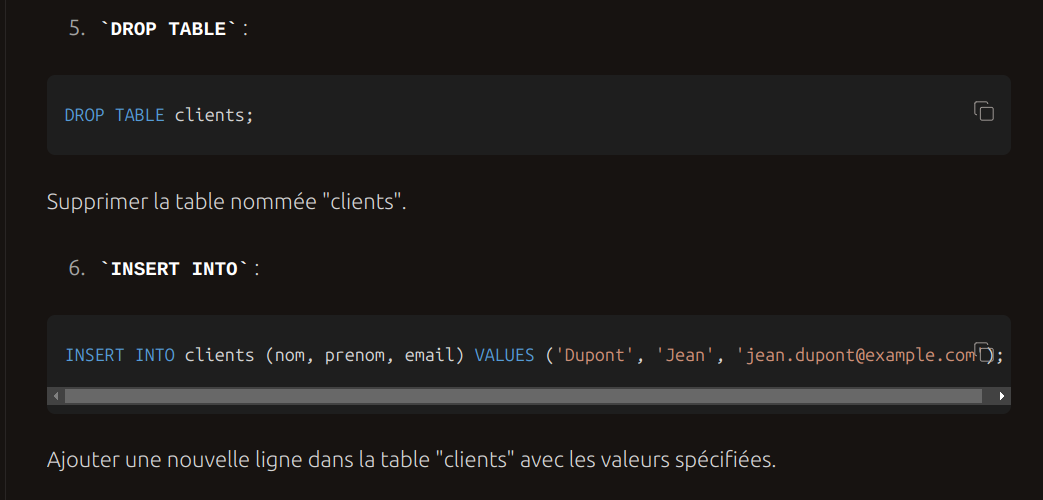 5. `DROP TABLE` :
DROP TABLE clients;
Supprimer la table nommée "clients".
6. `INSERT INTO` :
INSERT INTO clients (nom, prenom, email) VALUES ('Dupont', 'Jean', 'jean.dupont@example.com');
Ajouter une nouvelle ligne dans la table "clients" avec les valeurs spécifiées.